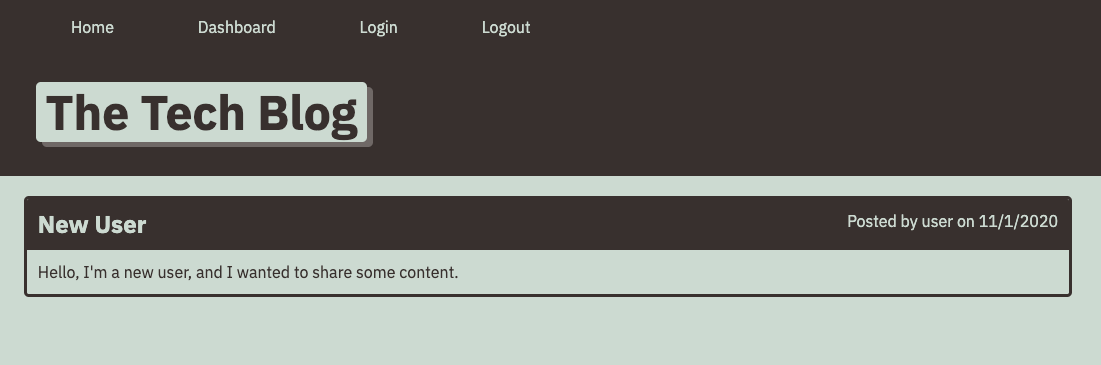 Home Dashboard Login Logout
The Tech Blog
New User Posted by user on 11/1/2020
Hello, I'm a new user, and I wanted to share some content.